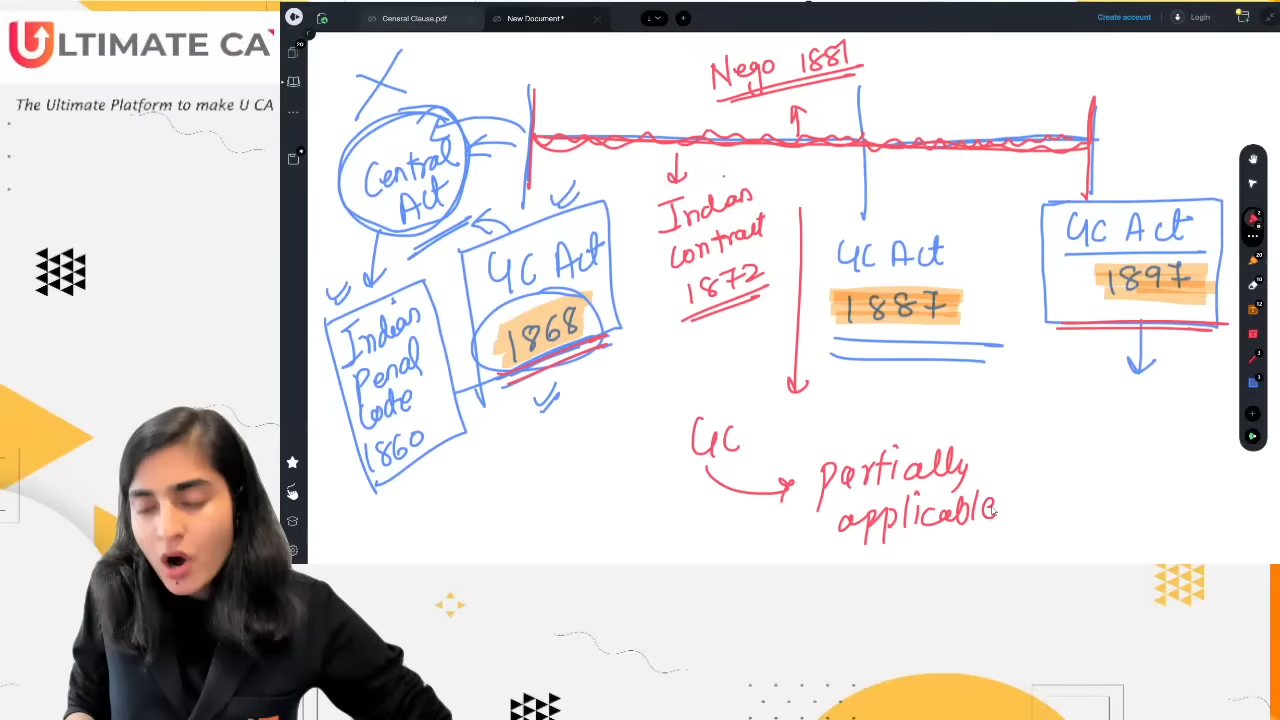 ULTIMATE CA
The Ultimate Platform to make U CA
General Clause.pdf
New Document*
Create account
Login
Nego 1881
Central
Act
GC Act
1868
Indian
Penal
Code
1860
Indian
Contract
1872
GC Act
1887
GC Act
1897
GC
partially
applicable